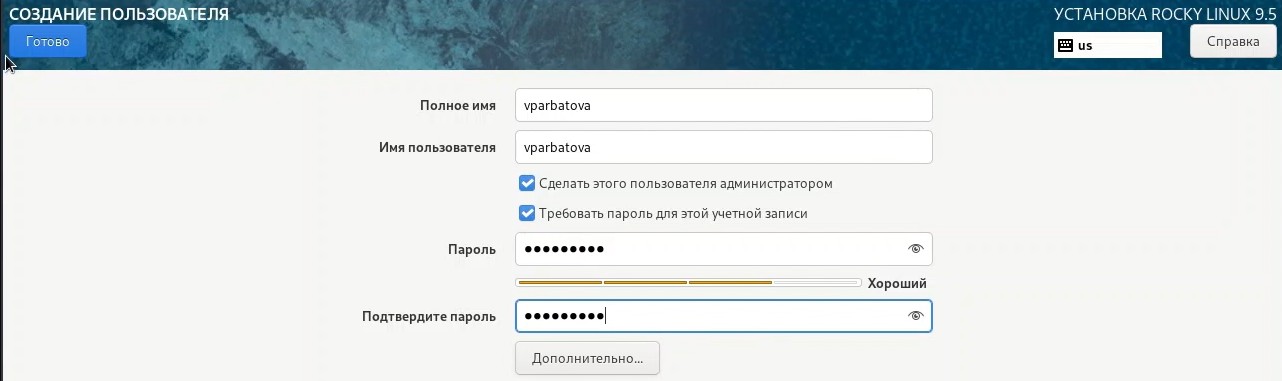 СОЗДАНИЕ ПОЛЬЗОВАТЕЛЯ
УСТАНОВКА ROCKY LINUX 9.5
Готово
us
Справка
Полное имя
vparbatova
Имя пользователя
vparbatova
Сделать этого пользователя администратором
Требовать пароль для этой учетной записи
Пароль
●●●●●●●●●
Хороший
Подтвердите пароль
●●●●●●●●●
Дополнительно...